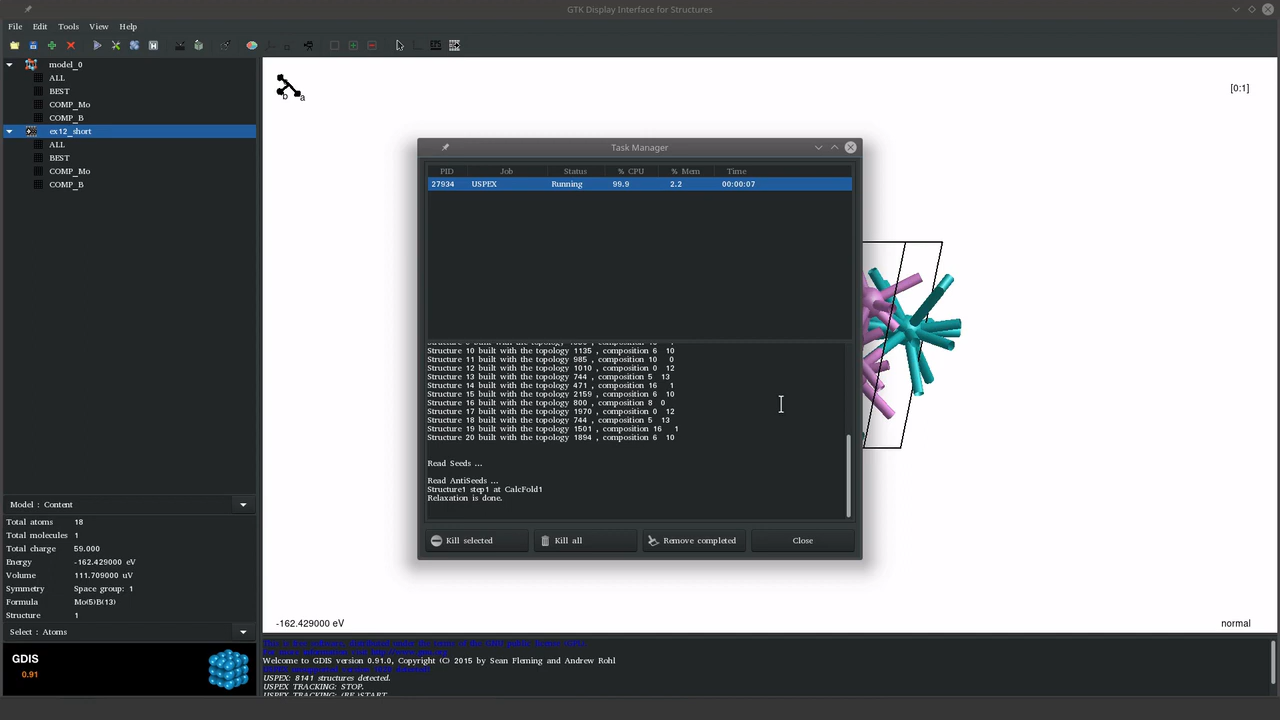 GTK Display Interface for Structures
File Edit Tools View Help
model_0
ALL
BEST
COMP_Mo
COMP_B
ex12_short
ALL
BEST
COMP_Mo
COMP_B
Model : Content
Total atoms 18
Total molecules 1
Total charge 59.000
Energy -162.429000 eV
Volume 111.709000 uV
Symmetry Space group: 1
Formula Mo(5)B(13)
Structure 1
Select : Atoms
GDIS
0.91
b a
[0:1]
Task Manager
PID Job Status % CPU % Mem Time
27934 USPEX Running 99.9 2.2 00:00:07
Structure 10 built with the topology 1135 , composition 6 10
Structure 11 built with the topology 985 , composition 10 0
Structure 12 built with the topology 1010 , composition 0 12
Structure 13 built with the topology 744 , composition 5 13
Structure 14 built with the topology 471 , composition 16 1
Structure 15 built with the topology 2159 , composition 6 10
Structure 16 built with the topology 800 , composition 8 0
Structure 17 built with the topology 1970 , composition 0 12
Structure 18 built with the topology 744 , composition 5 13
Structure 19 built with the topology 1501 , composition 16 1
Structure 20 built with the topology 1894 , composition 6 10
Read Seeds ...
Read AntiSeeds ...
Structure1 step1 at CalcFold1
Relaxation is done.
Kill selected Kill all Remove completed Close
-162.429000 eV
normal
Welcome to GDIS version 0.91.0, Copyright (C) 2015 by Sean Fleming and Andrew Rohl
USPEX: 8141 structures detected.
USPEX TRACKING: STOP.
USPEX TRACKING: (RE-)START.